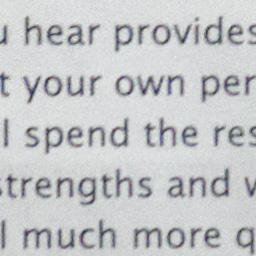 u hear provides
t your own per
l spend the res
strengths and w
l much more q